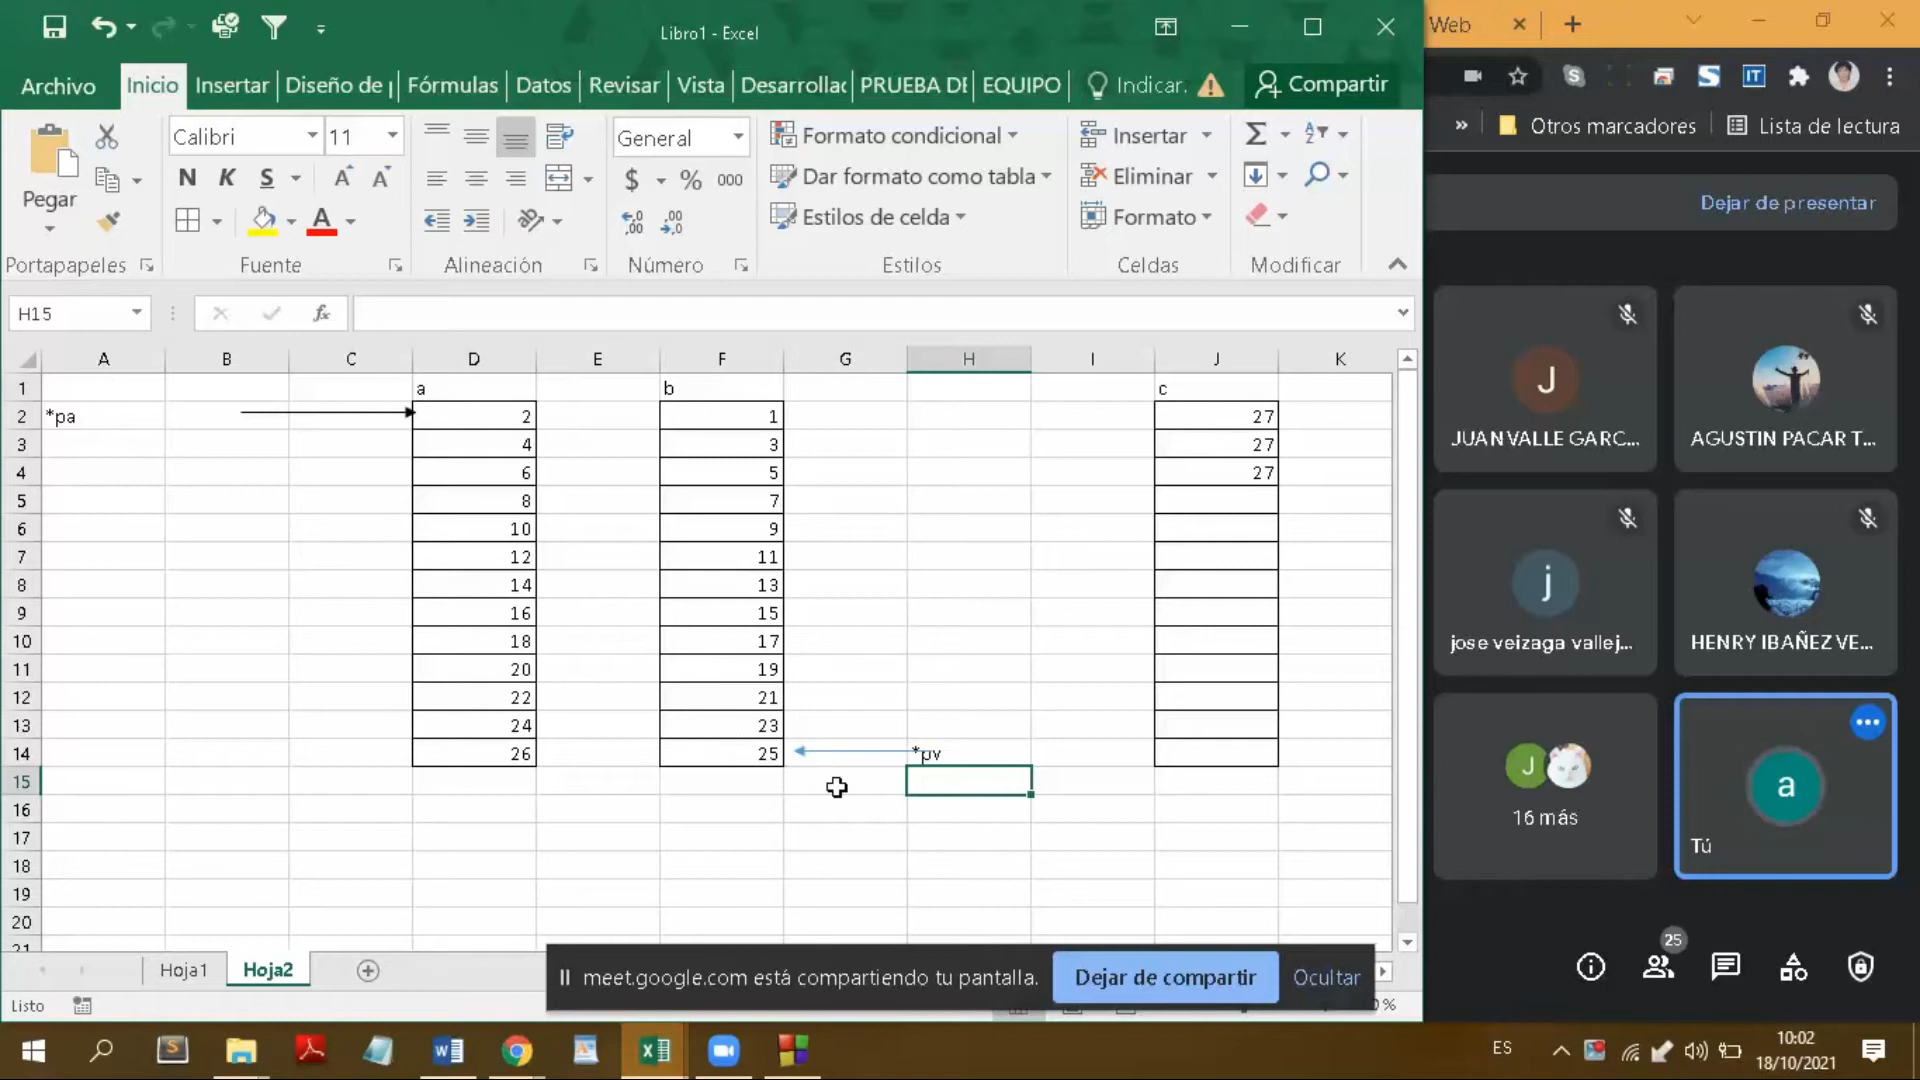 Libro1 - Excel
Web
Archivo Inicio Insertar Diseño de p Fórmulas Datos Revisar Vista Desarrollac PRUEBA DE EQUIPO Indicar. Compartir
Pegar
Calibri 11
N K S
A A
A
General
$ % 000
Formato condicional
Dar formato como tabla
Estilos de celda
Insertar
Eliminar
Formato
Portapapeles Fuente Alineación Número Estilos Celdas Modificar
H15 fx
A B C D E F G H I J K
1 a b c
2 *pa 2 1 27
3 4 3 27
4 6 5 27
5 8 7
6 10 9
7 12 11
8 14 13
9 16 15
10 18 17
11 20 19
12 22 21
13 24 23
14 26 25 *pv
15
16
17
18
19
20
21
Hoja1 Hoja2
Listo
meet.google.com está compartiendo tu pantalla. Dejar de compartir Ocultar
Otros marcadores Lista de lectura
Dejar de presentar
J
JUAN VALLE GARC...
AGUSTIN PACAR T...
j
jose veizaga vallej...
HENRY IBAÑEZ VE...
J
16 más
a
Tú
25
ES
10:02
18/10/2021